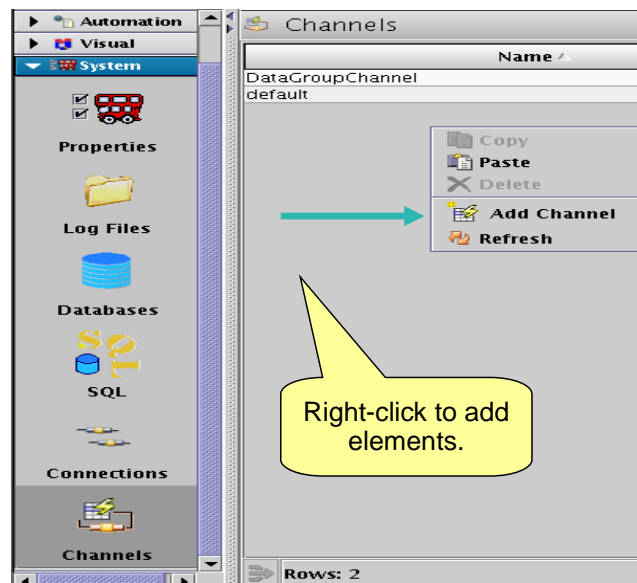 Automation
Visual
System
Properties
Log Files
Databases
SQL
SQL
Connections
Channels
Channels
Name
DataGroupChannel
default
Copy
Paste
Delete
Add Channel
Refresh
Right-click to add
elements.
Rows: 2